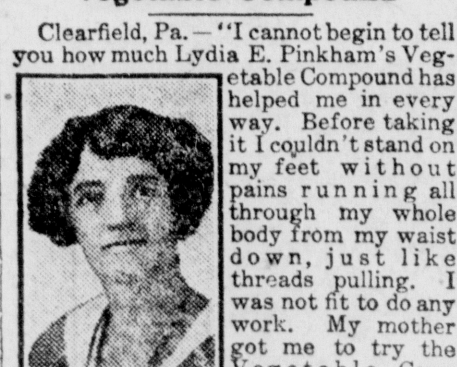 Clearfield, Pa. — "I cannot begin to tell
you how much Lydia E. Pinkham's Veg-
etable Compound has
helped me in every
way. Before taking
it I couldn't stand on
my feet without
pains running all
through my whole
body from my waist
down, just like
threads pulling. I
was not fit to do any
work. My mother
got me to try the